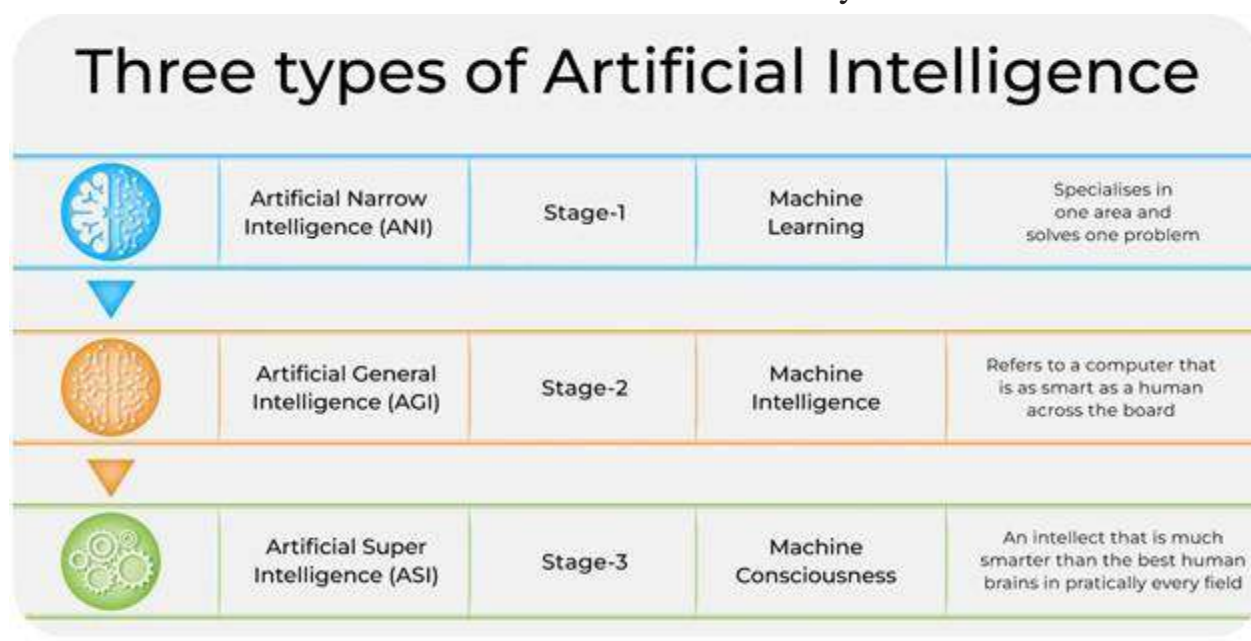 Three types of Artificial Intelligence
Artificial Narrow
Intelligence (ANI)
Stage-1
Machine
Learning
Specialises in
one area and
solves one problem
Artificial General
Intelligence (AGI)
Stage-2
Machine
Intelligence
Refers to a computer that
is as smart as a human
across the board
Artificial Super
Intelligence (ASI)
Stage-3
Machine
Consciousness
An intellect that is much
smarter than the best human
brains in pratically every field